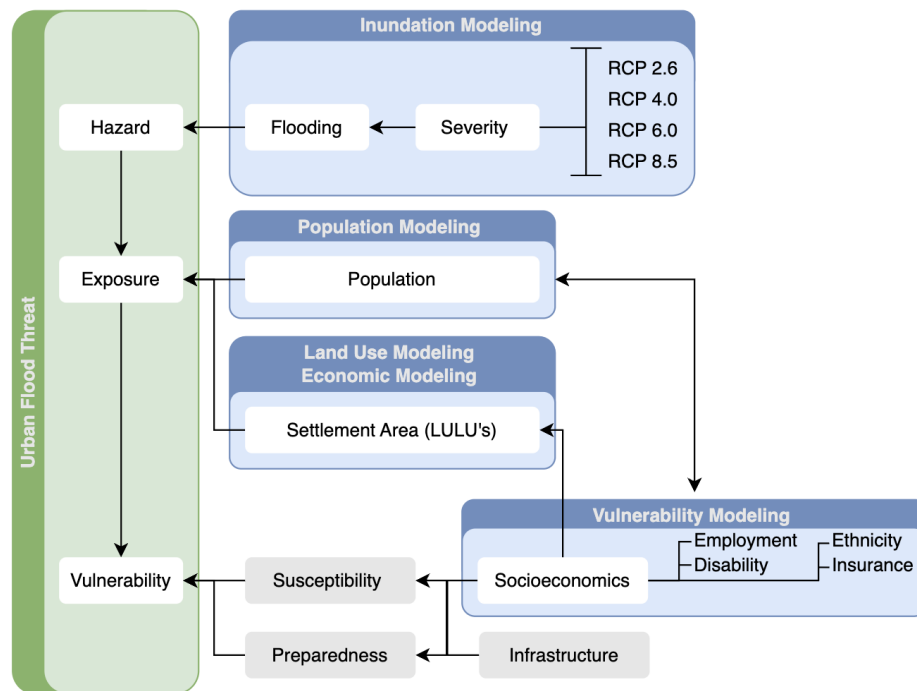 Urban Flood Threat
Inundation Modeling
Hazard
Flooding
Severity
RCP 2.6
RCP 4.0
RCP 6.0
RCP 8.5
Population Modeling
Exposure
Population
Land Use Modeling
Economic Modeling
Settlement Area (LULU's)
Vulnerability Modeling
Vulnerability
Susceptibility
Socioeconomics
Employment
Disability
Ethnicity
Insurance
Preparedness
Infrastructure